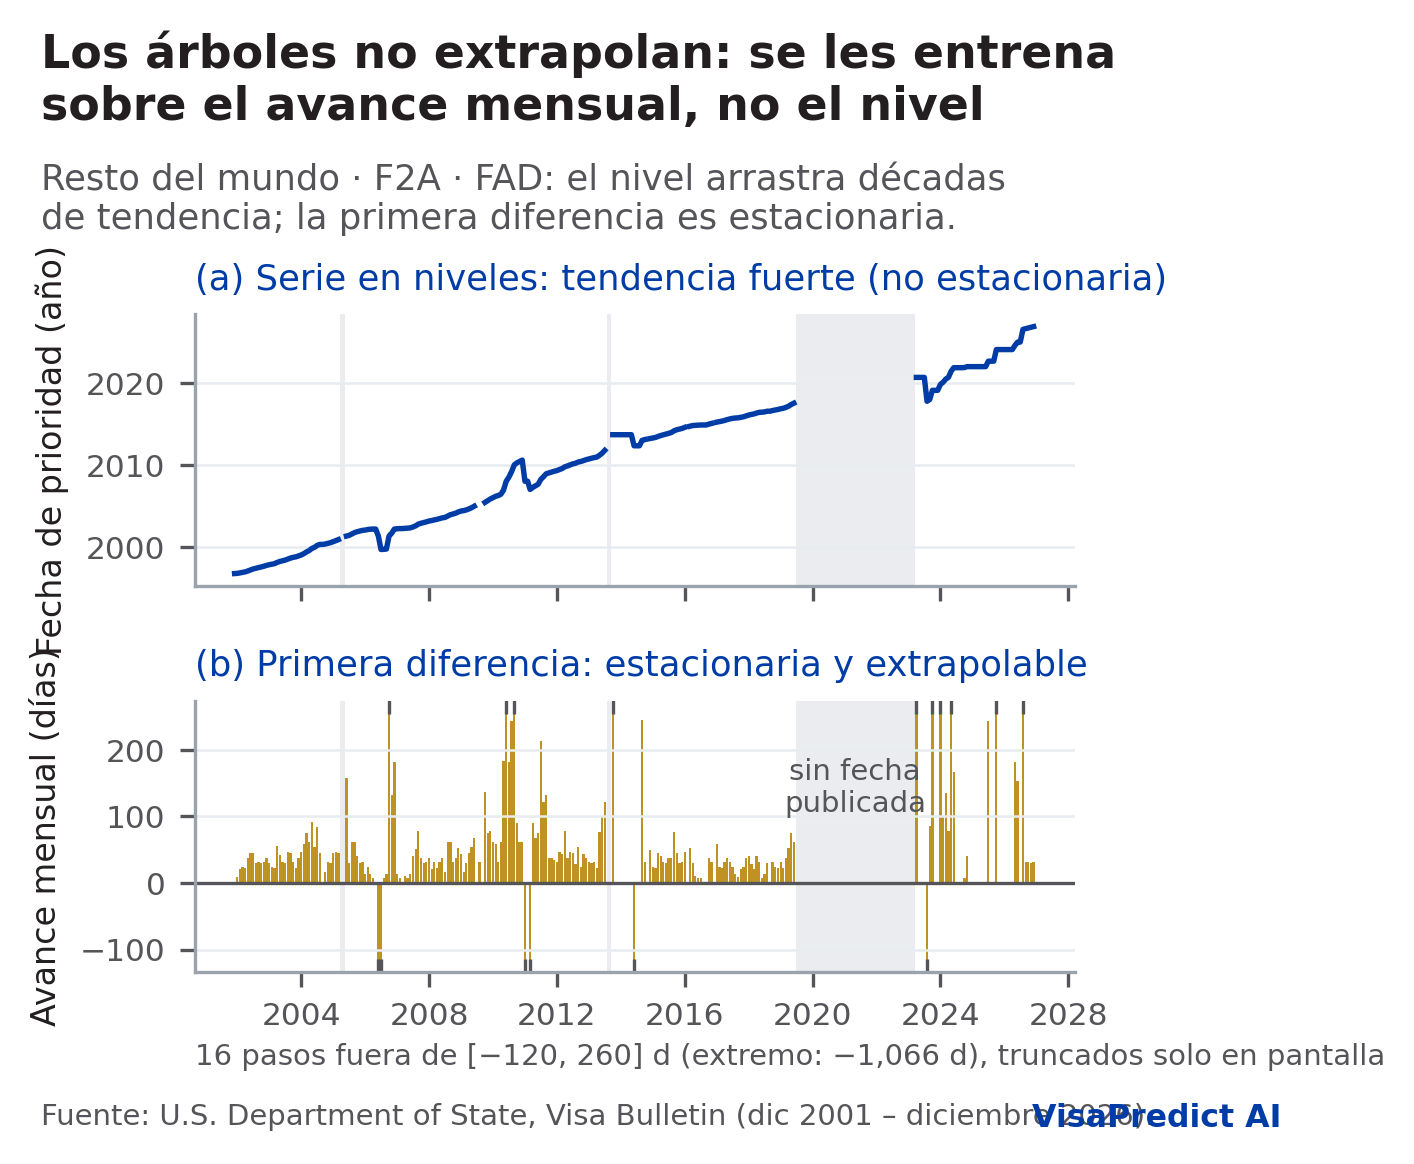 Los árboles no extrapolan: se les entrena
sobre el avance mensual, no el nivel
Resto del mundo · F2A · FAD: el nivel arrastra décadas
de tendencia; la primera diferencia es estacionaria.
(a) Serie en niveles: tendencia fuerte (no estacionaria)
Fecha de prioridad (año)
2020
2010
2000
(b) Primera diferencia: estacionaria y extrapolable
Avance mensual (días)
200
100
0
−100
sin fecha
publicada
2004 2008 2012 2016 2020 2024 2028
16 pasos fuera de [−120, 260] d (extremo: −1,066 d), truncados solo en pantalla
Fuente: U.S. Department of State, Visa Bulletin (dic 2001 – diciembre 2026).
VisaPredict AI